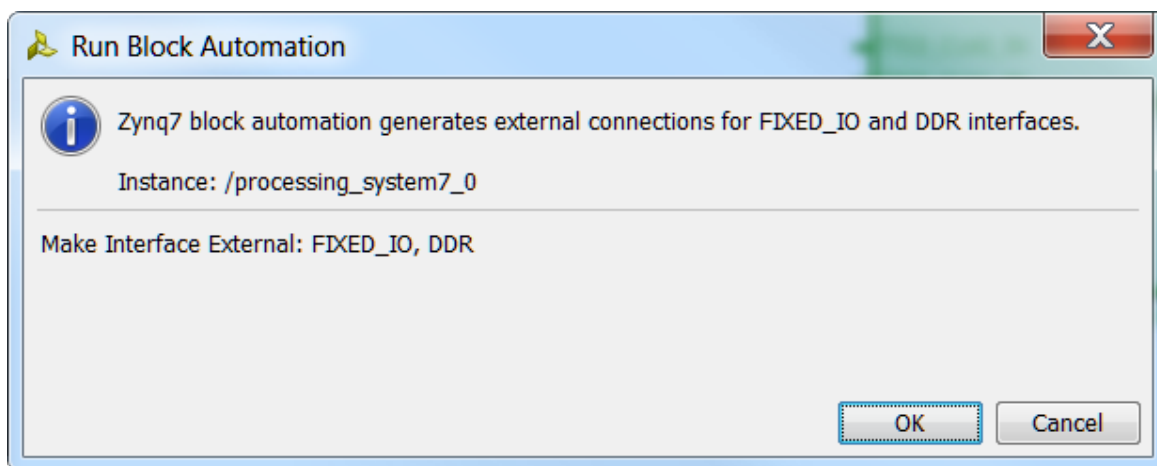 Run Block Automation
Zynq7 block automation generates external connections for FIXED_IO and DDR interfaces.
Instance: /processing_system7_0
Make Interface External: FIXED_IO, DDR
OK
Cancel